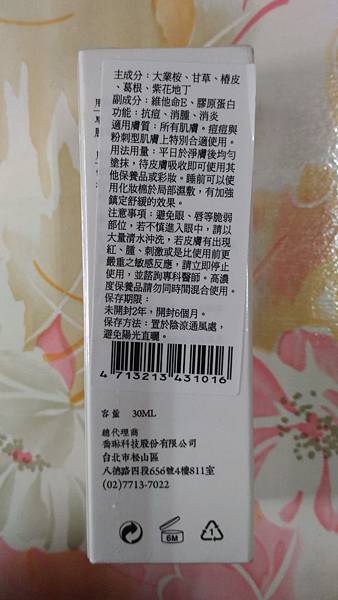 主成分：大業桉、甘草、樁皮
、葛根、紫花地丁
副成份：維他命E、膠原蛋白
功能：抗痘、消腫、消炎
適用膚質：所有肌膚。痘痘與
粉刺型肌膚上特別合適使用。
用法用量：平日於淨膚後均勻
塗抹，待皮膚吸收即可使用其
他保養品或彩妝。睡前可以使
用化妝棉於局部濕敷，有加強
鎮定舒緩的效果。
注意事項：避免眼、唇等脆弱
部位，若不慎進入眼中，請以
大量清水沖洗，若皮膚有出現
紅、腫、刺激或是比使用前更
嚴重之敏感反應，請立即停止
使用，並諮詢專科醫師。高濃
度保養品請勿同時間混合使用。
保存期限：
未開封2年，開封6個月。
保存方法：置於陰涼通風處，
避免陽光直曬。
4 713213 431016
容量 30ML
總代理商
喬琳科技股份有限公司
台北市松山區
八德路四段656號4樓811室
(02)7713-7022
6M
1